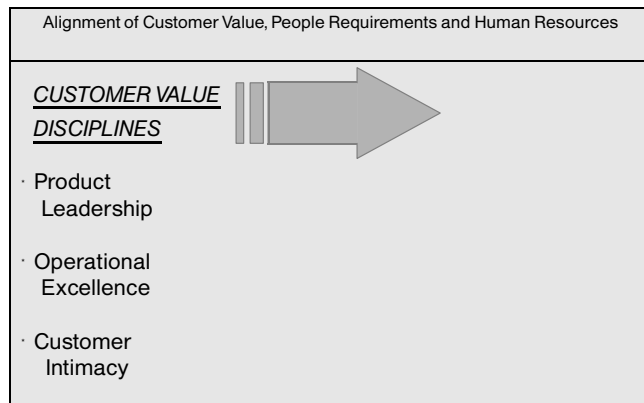 Alignment of Customer Value, People Requirements and Human Resources
CUSTOMER VALUE
DISCIPLINES
· Product
Leadership
· Operational
Excellence
· Customer
Intimacy